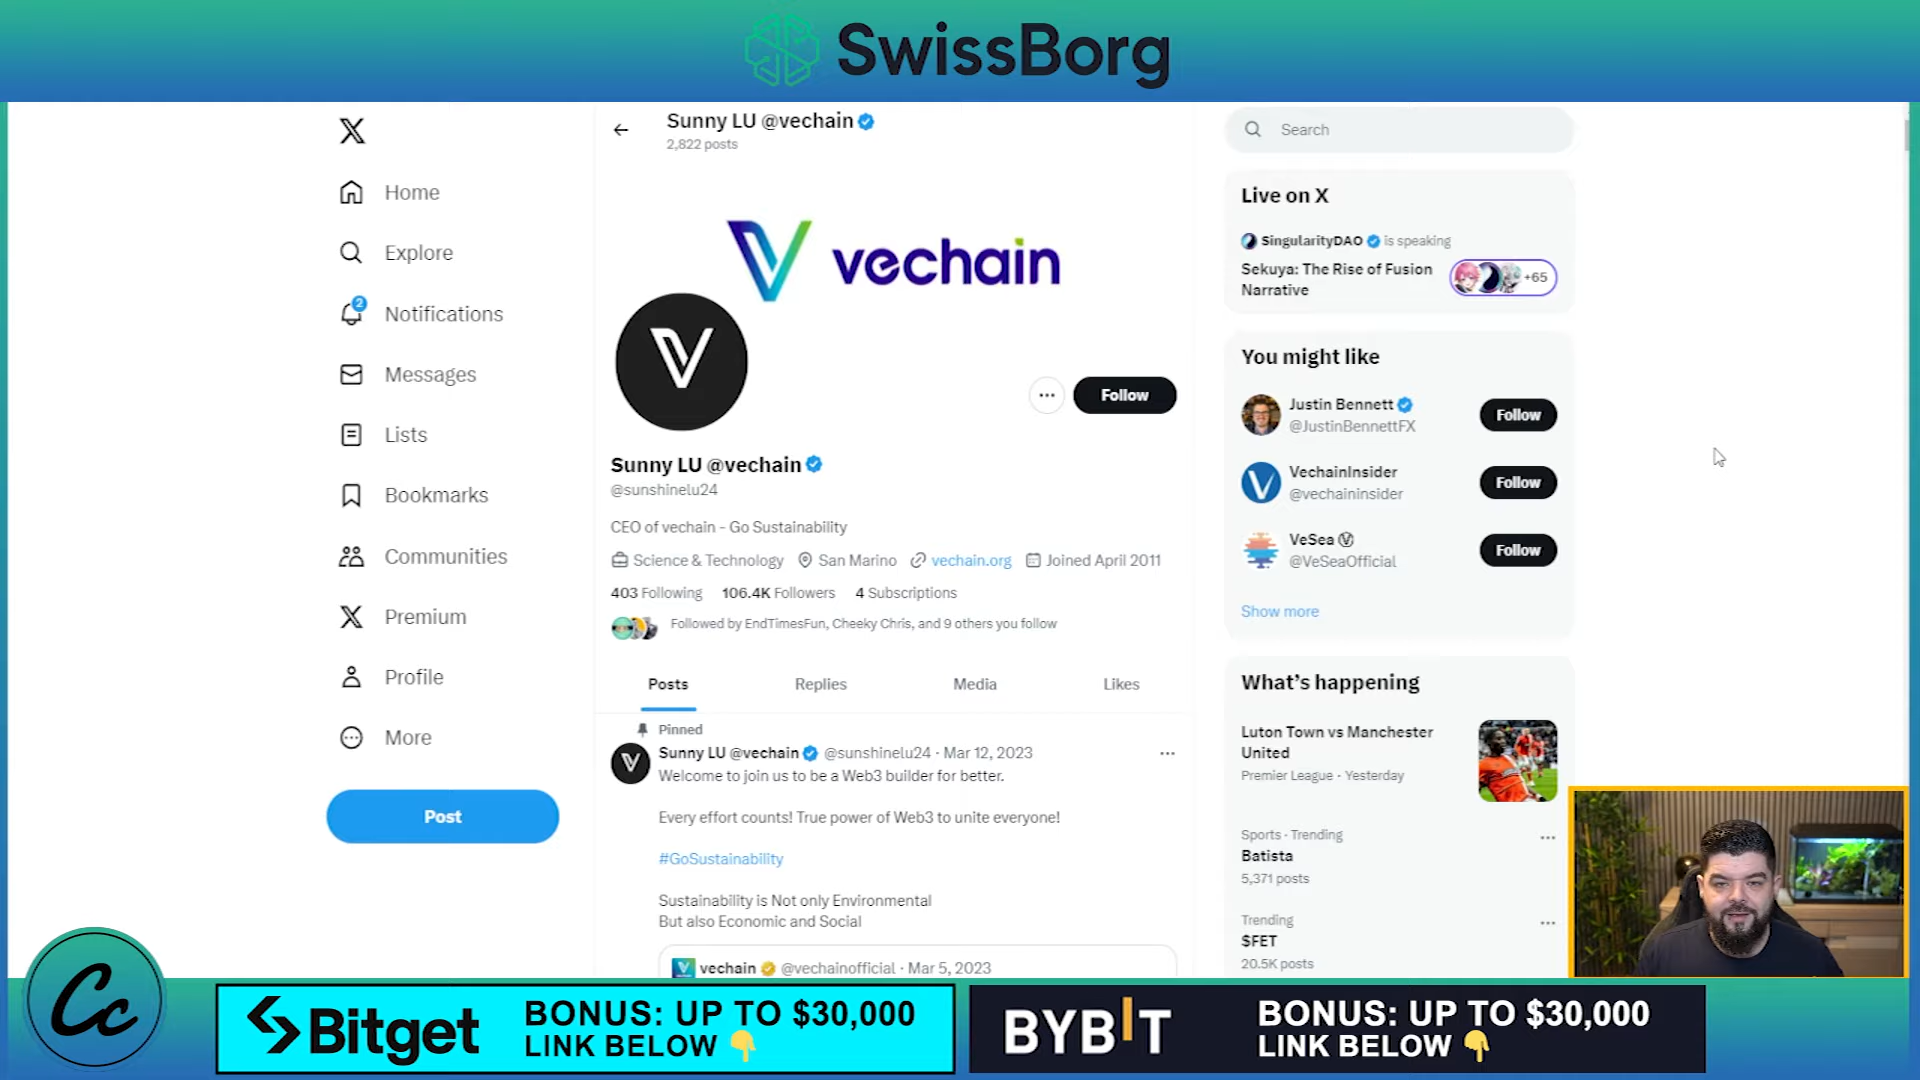 SwissBorg
X
Home
Explore
2
Notifications
Messages
Lists
Bookmarks
Communities
Premium
Profile
More
Post
Sunny LU @vechain
2,822 posts
vechain
Follow
Sunny LU @vechain
@sunshinelu24
CEO of vechain - Go Sustainability
Science & Technology San Marino vechain.org Joined April 2011
403 Following 106.4K Followers 4 Subscriptions
Followed by EndTimesFun, Cheeky Chris, and 9 others you follow
Posts Replies Media Likes
Pinned
Sunny LU @vechain @sunshinelu24 · Mar 12, 2023
Welcome to join us to be a Web3 builder for better.
Every effort counts! True power of Web3 to unite everyone!
#GoSustainability
Sustainability is Not only Environmental
But also Economic and Social
vechain @vechainofficial · Mar 5, 2023
Search
Live on X
SingularityDAO is speaking
Sekuya: The Rise of Fusion
Narrative
+65
You might like
Justin Bennett
@JustinBennettFX
Follow
VechainInsider
@vechaininsider
Follow
VeSea
@VeSeaOfficial
Follow
Show more
What's happening
Luton Town vs Manchester
United
Premier League · Yesterday
Sports · Trending
Batista
5,371 posts
Trending
$FET
20.5K posts
Cc
Bitget
BONUS: UP TO $30,000
LINK BELOW
BYBIT
BONUS: UP TO $30,000
LINK BELOW